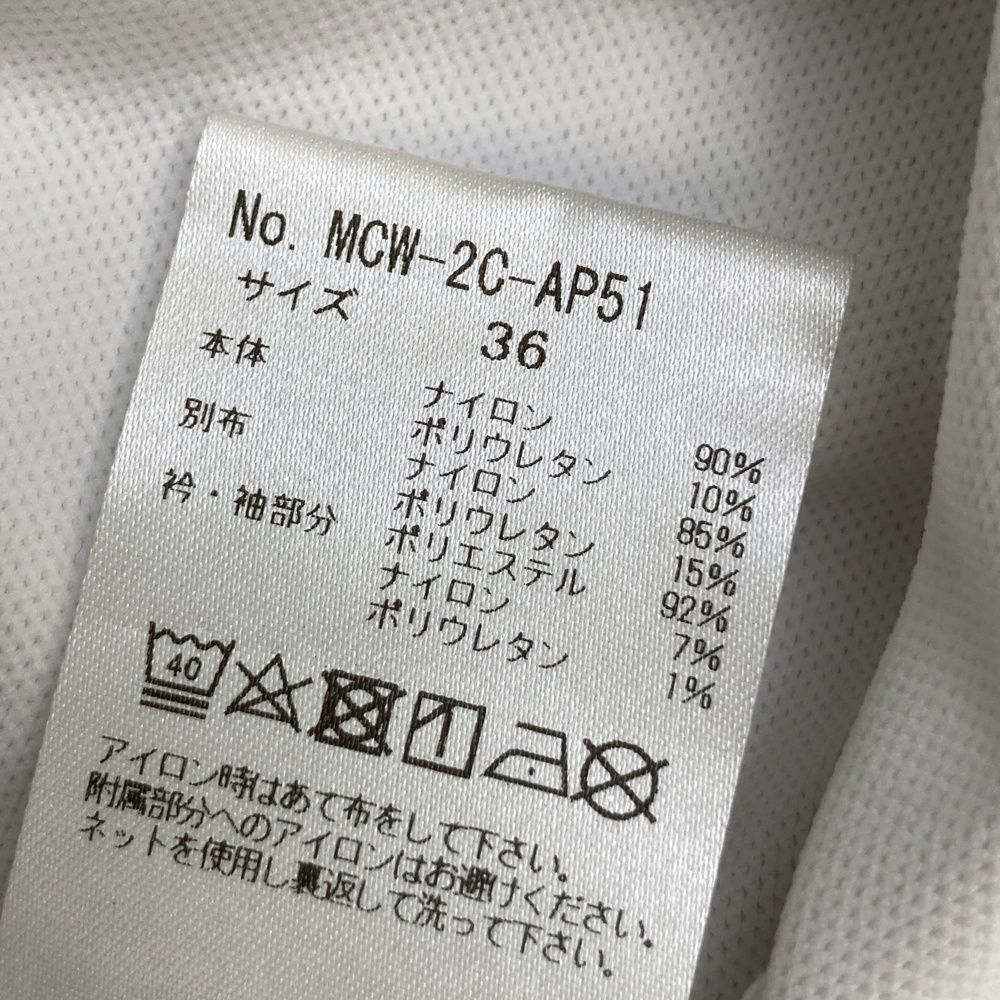 No. MCW-2C-AP51
サイズ 36
本体 ナイロン 90%
ポリウレタン 10%
別布 ナイロン 85%
ポリウレタン 15%
衿・袖部分 ポリエステル 92%
ナイロン 7%
ポリウレタン 1%
40
アイロン時はあて布をして下さい。
附属部分へのアイロンはお避けください。
ネットを使用し裏返して洗って下さい。